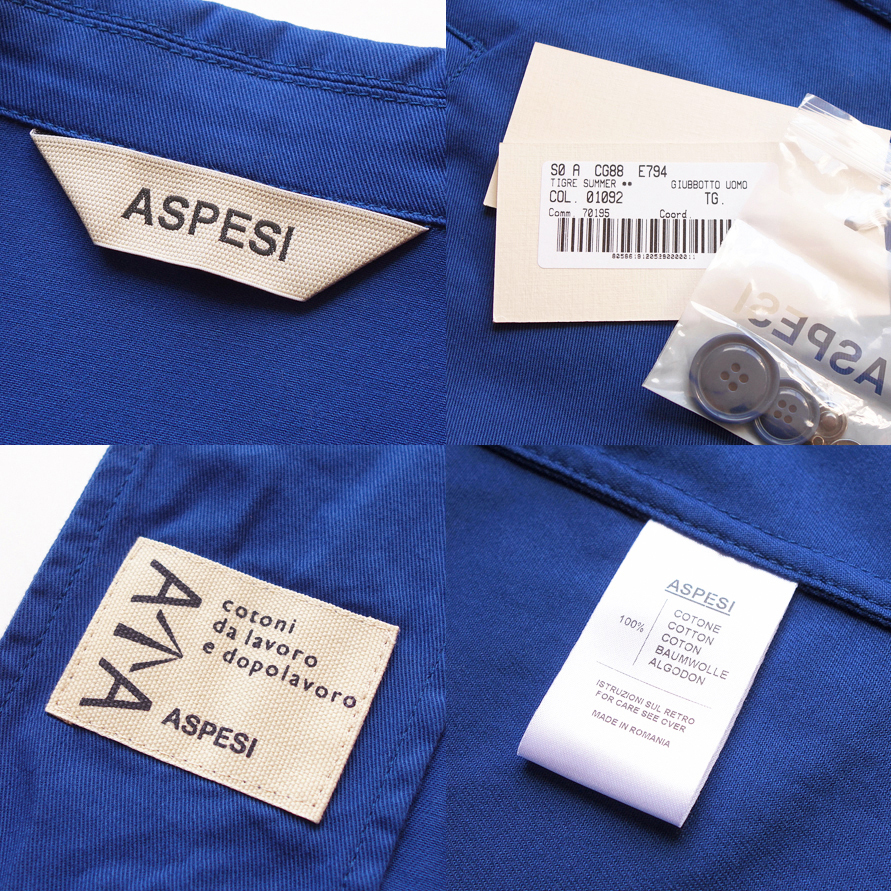 ASPESI
S0 A CG88 E794
TIGRE SUMMER ** GIUBBOTTO UOMO
COL. 01092 TG.
Comm 70195 Coord.
ASPESI
cotoni
da lavoro
e dopolavoro
ASPESI
ASPESI
100%
COTONE
COTTON
COTON
BAUMWOLLE
ALGODON
ISTRUZIONI SUL RETRO
FOR CARE SEE OVER
MADE IN ROMANIA